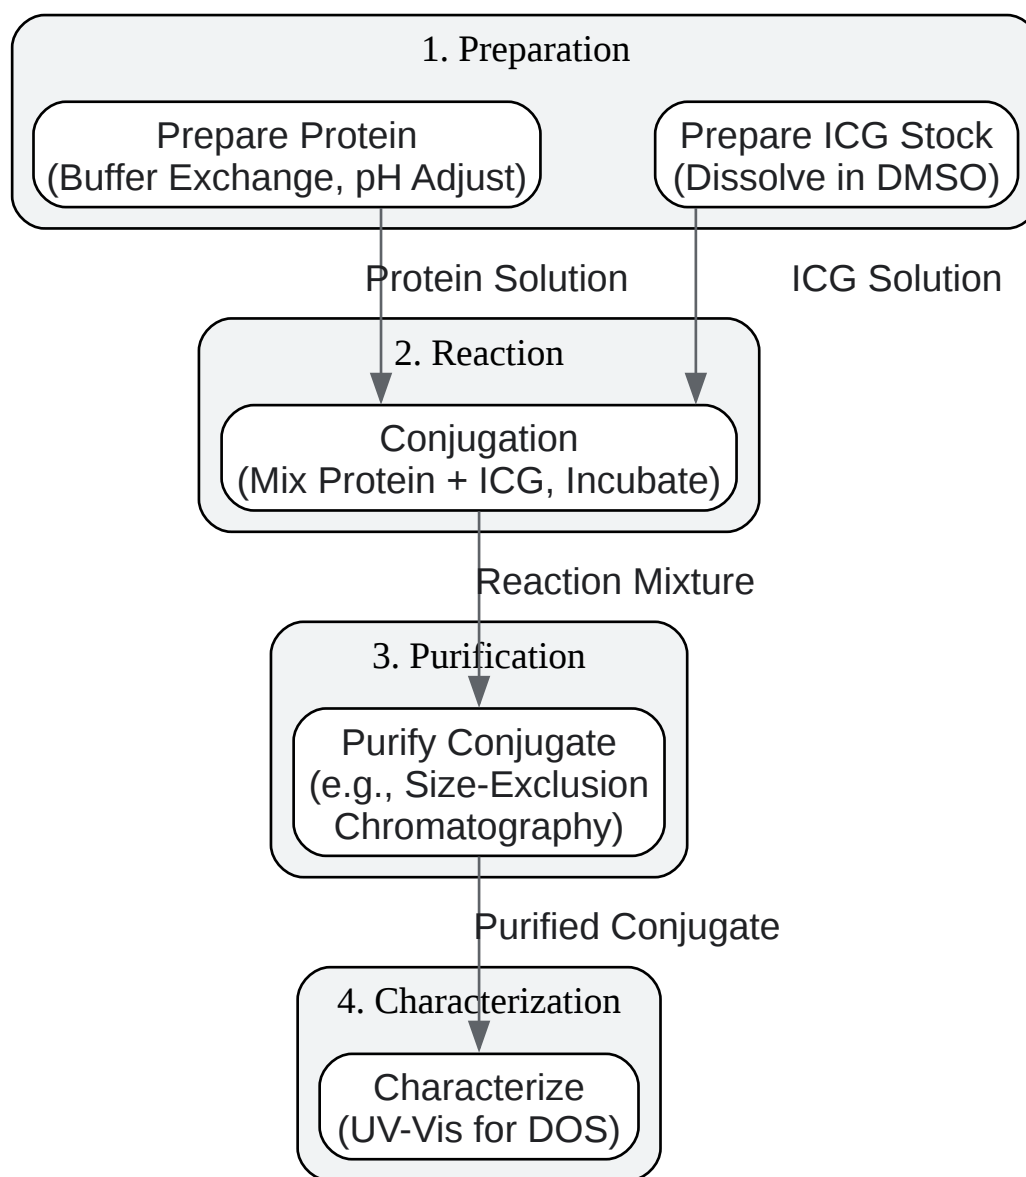 1. Preparation
Prepare Protein
(Buffer Exchange, pH Adjust)
Prepare ICG Stock
(Dissolve in DMSO)
Protein Solution
ICG Solution
2. Reaction
Conjugation
(Mix Protein + ICG, Incubate)
Reaction Mixture
3. Purification
Purify Conjugate
(e.g., Size-Exclusion
Chromatography)
Purified Conjugate
4. Characterization
Characterize
(UV-Vis for DOS)